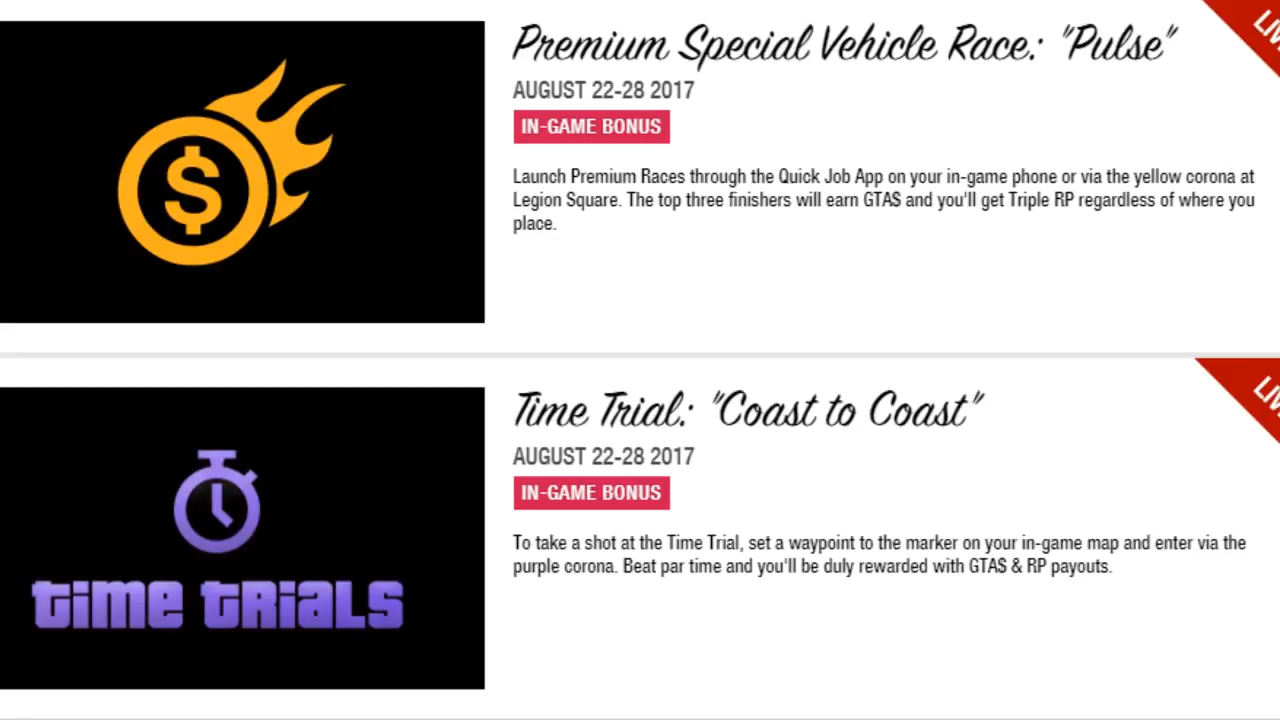 Premium Special Vehicle Race: "Pulse"
AUGUST 22-28 2017
IN-GAME BONUS
Launch Premium Races through the Quick Job App on your in-game phone or via the yellow corona at
Legion Square. The top three finishers will earn GTA$ and you'll get Triple RP regardless of where you
place.
$
Time Trial: "Coast to Coast"
AUGUST 22-28 2017
IN-GAME BONUS
To take a shot at the Time Trial, set a waypoint to the marker on your in-game map and enter via the
purple corona. Beat par time and you'll be duly rewarded with GTA$ & RP payouts.
time trials